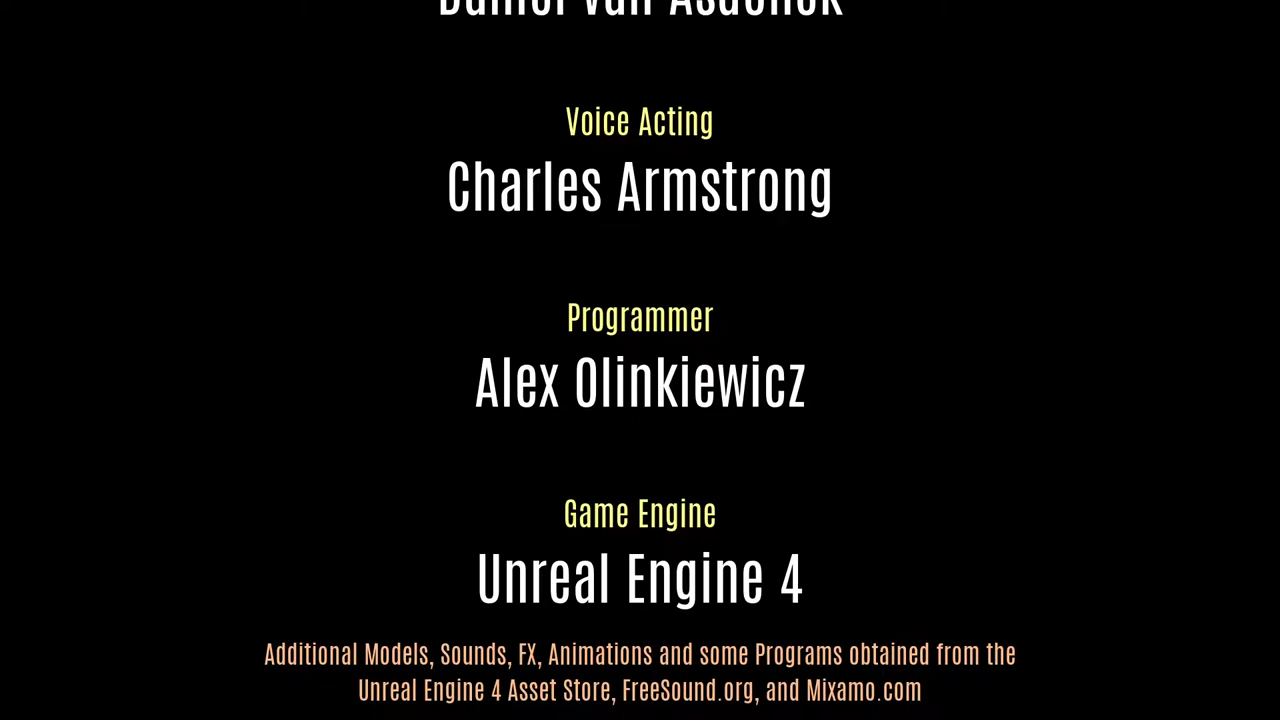 Voice Acting
Charles Armstrong
Programmer
Alex Olinkiewicz
Game Engine
Unreal Engine 4
Additional Models, Sounds, FX, Animations and some Programs obtained from the
Unreal Engine 4 Asset Store, FreeSound.org, and Mixamo.com